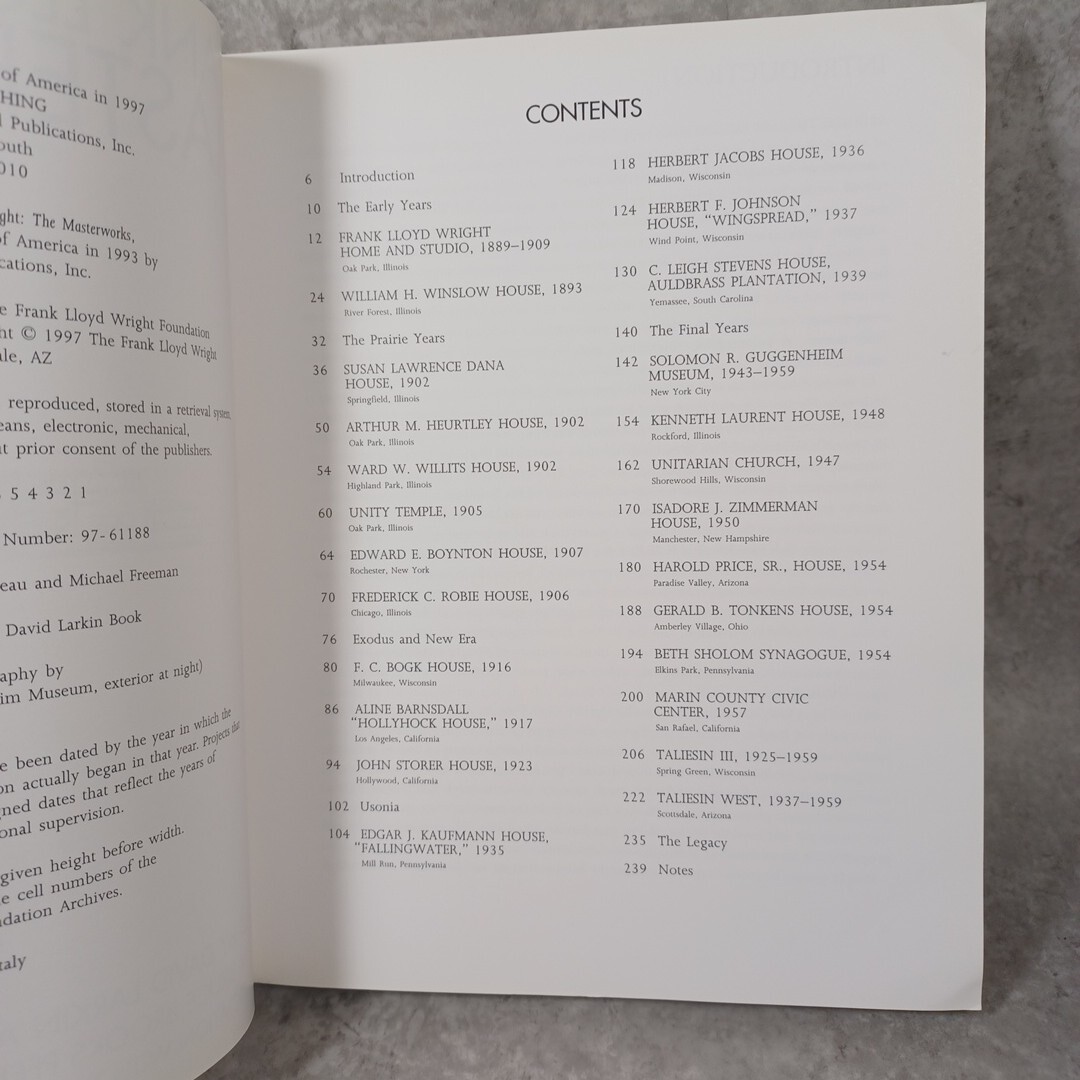 of America in 1997
HING
Publications, Inc.
outh
010
ght: The Masterworks,
of America in 1993 by
cations, Inc.
e Frank Lloyd Wright Foundation
ht © 1997 The Frank Lloyd Wright
ale, AZ
reproduced, stored in a retrieval system,
eans, electronic, mechanical,
t prior consent of the publishers.
5 4 3 2 1
Number: 97-61188
eau and Michael Freeman
David Larkin Book
aphy by
im Museum, exterior at night)
e been dated by the year in which the
on actually began in that year. Projects that
gned dates that reflect the years of
onal supervision.
given height before width.
e cell numbers of the
dation Archives.
taly
CONTENTS
6 Introduction
10 The Early Years
12 FRANK LLOYD WRIGHT
HOME AND STUDIO, 1889–1909
Oak Park, Illinois
24 WILLIAM H. WINSLOW HOUSE, 1893
River Forest, Illinois
32 The Prairie Years
36 SUSAN LAWRENCE DANA
HOUSE, 1902
Springfield, Illinois
50 ARTHUR M. HEURTLEY HOUSE, 1902
Oak Park, Illinois
54 WARD W. WILLITS HOUSE, 1902
Highland Park, Illinois
60 UNITY TEMPLE, 1905
Oak Park, Illinois
64 EDWARD E. BOYNTON HOUSE, 1907
Rochester, New York
70 FREDERICK C. ROBIE HOUSE, 1906
Chicago, Illinois
76 Exodus and New Era
80 F. C. BOGK HOUSE, 1916
Milwaukee, Wisconsin
86 ALINE BARNSDALL
"HOLLYHOCK HOUSE," 1917
Los Angeles, California
94 JOHN STORER HOUSE, 1923
Hollywood, California
102 Usonia
104 EDGAR J. KAUFMANN HOUSE,
"FALLINGWATER," 1935
Mill Run, Pennsylvania
118 HERBERT JACOBS HOUSE, 1936
Madison, Wisconsin
124 HERBERT F. JOHNSON
HOUSE, "WINGSPREAD," 1937
Wind Point, Wisconsin
130 C. LEIGH STEVENS HOUSE,
AULDBRASS PLANTATION, 1939
Yemassee, South Carolina
140 The Final Years
142 SOLOMON R. GUGGENHEIM
MUSEUM, 1943–1959
New York City
154 KENNETH LAURENT HOUSE, 1948
Rockford, Illinois
162 UNITARIAN CHURCH, 1947
Shorewood Hills, Wisconsin
170 ISADORE J. ZIMMERMAN
HOUSE, 1950
Manchester, New Hampshire
180 HAROLD PRICE, SR., HOUSE, 1954
Paradise Valley, Arizona
188 GERALD B. TONKENS HOUSE, 1954
Amberley Village, Ohio
194 BETH SHOLOM SYNAGOGUE, 1954
Elkins Park, Pennsylvania
200 MARIN COUNTY CIVIC
CENTER, 1957
San Rafael, California
206 TALIESIN III, 1925–1959
Spring Green, Wisconsin
222 TALIESIN WEST, 1937–1959
Scottsdale, Arizona
235 The Legacy
239 Notes